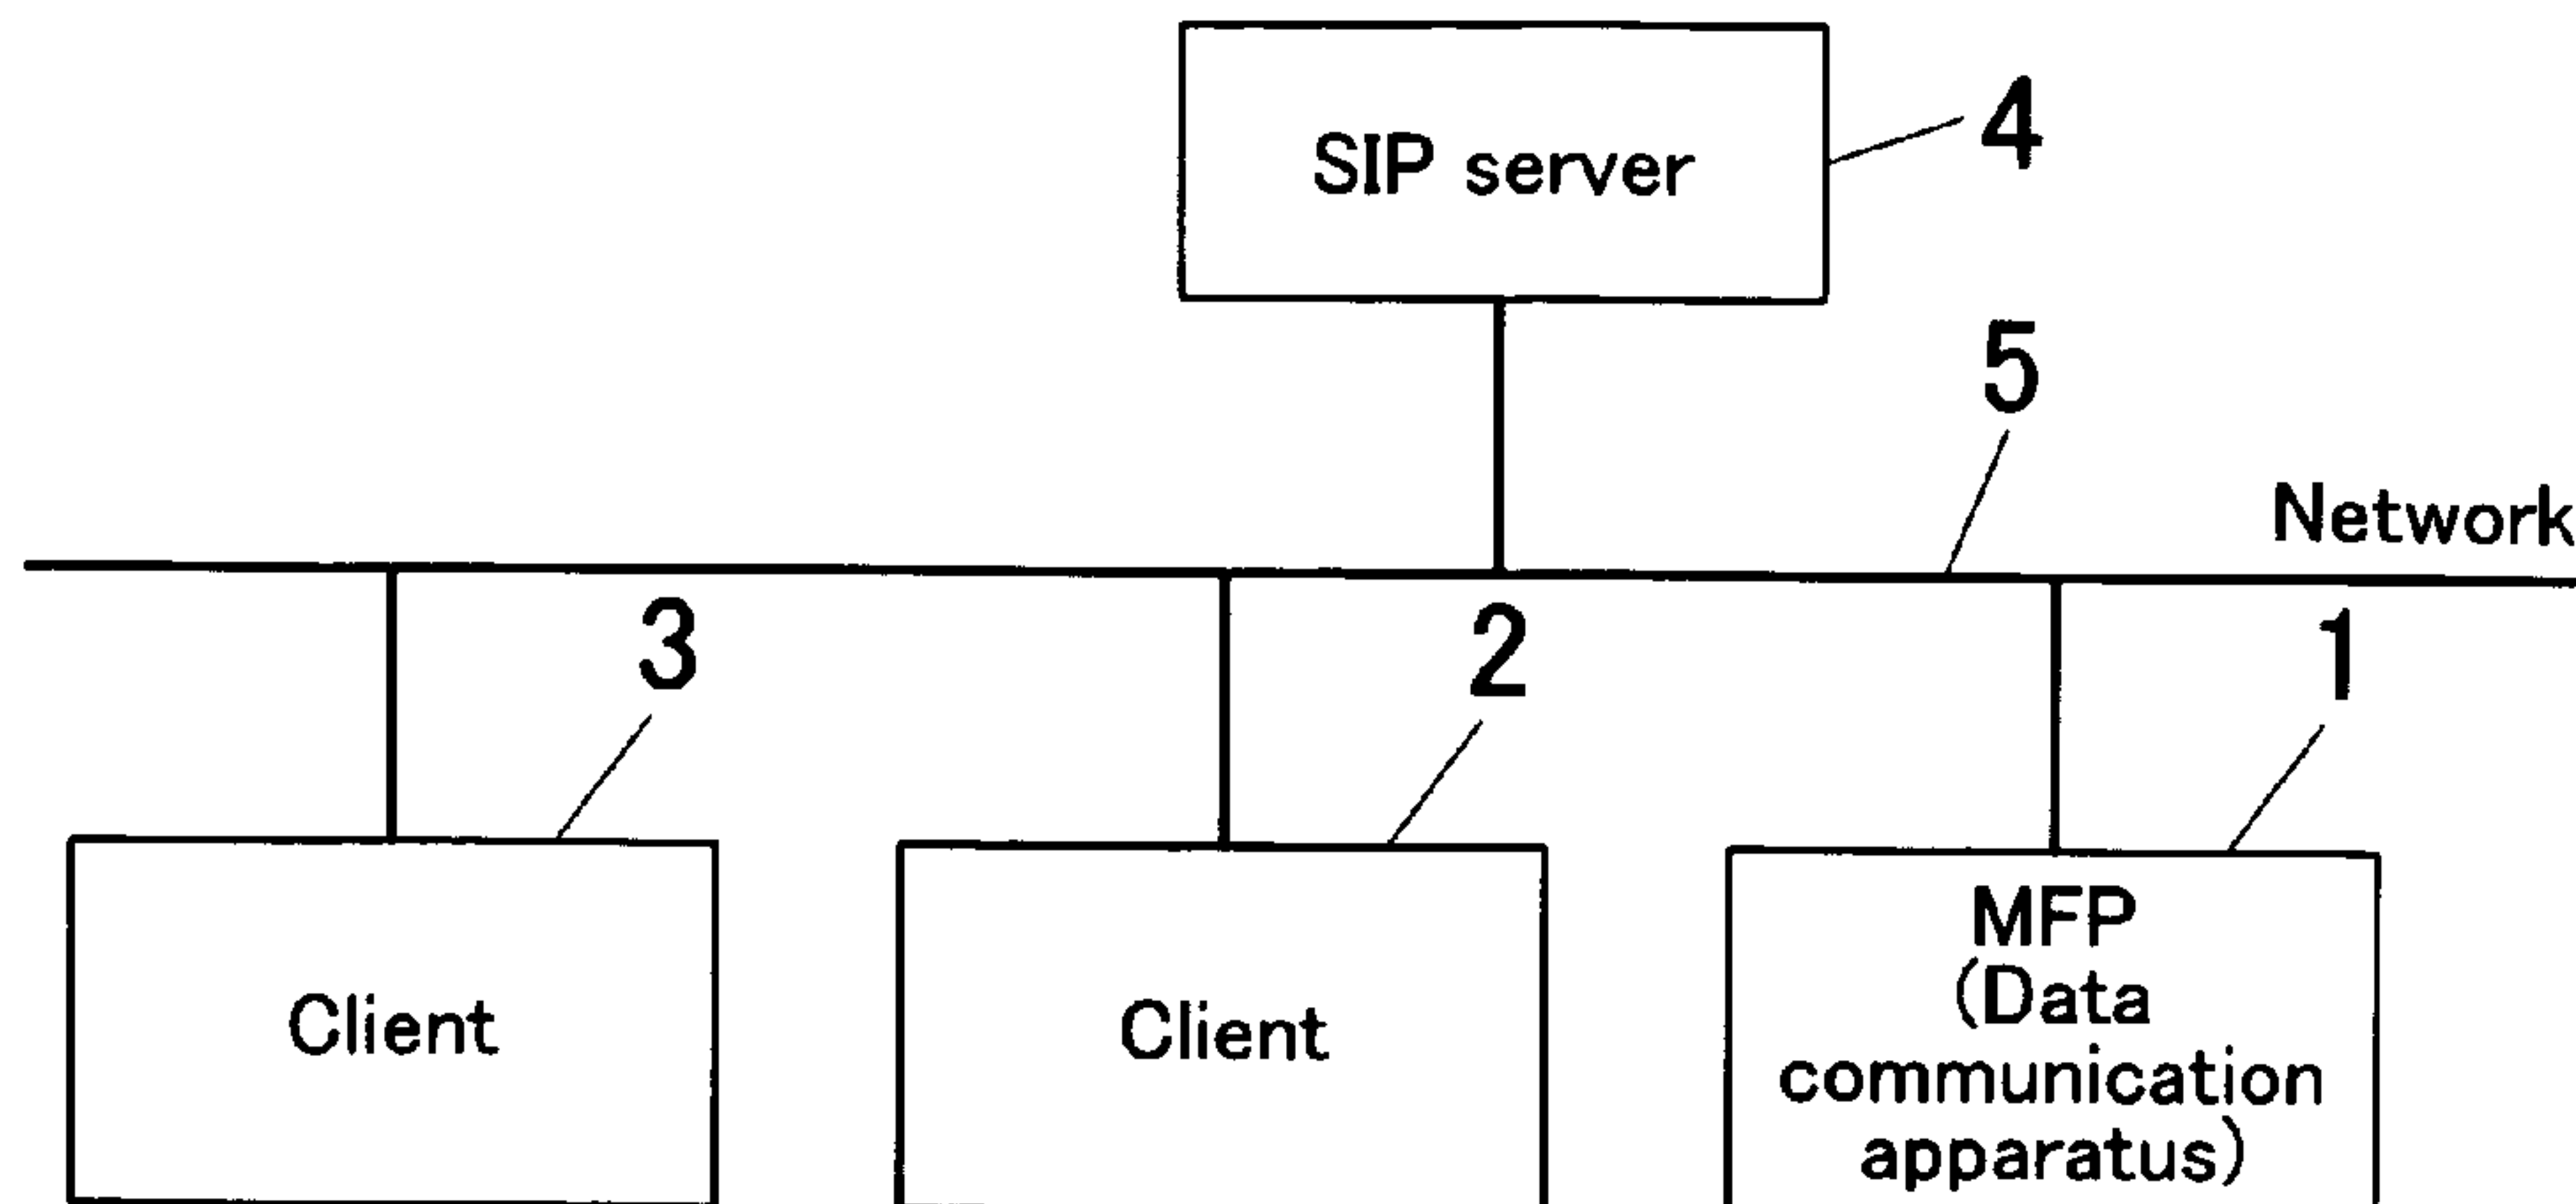 SIP server
4
5
Network
3
2
1
Client
Client
MFP
(Data
communication
apparatus)